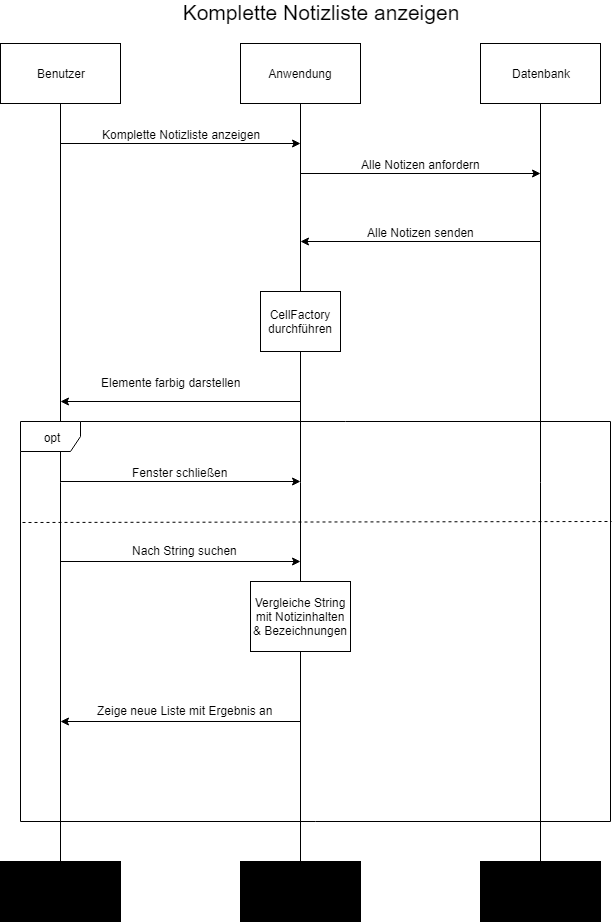 Komplette Notizliste anzeigen
Benutzer
Anwendung
Datenbank
Komplette Notizliste anzeigen
Alle Notizen anfordern
Alle Notizen senden
CellFactory
durchführen
Elemente farbig darstellen
opt
Fenster schließen
Nach String suchen
Vergleiche String
mit Notizinhalten
& Bezeichnungen
Zeige neue Liste mit Ergebnis an